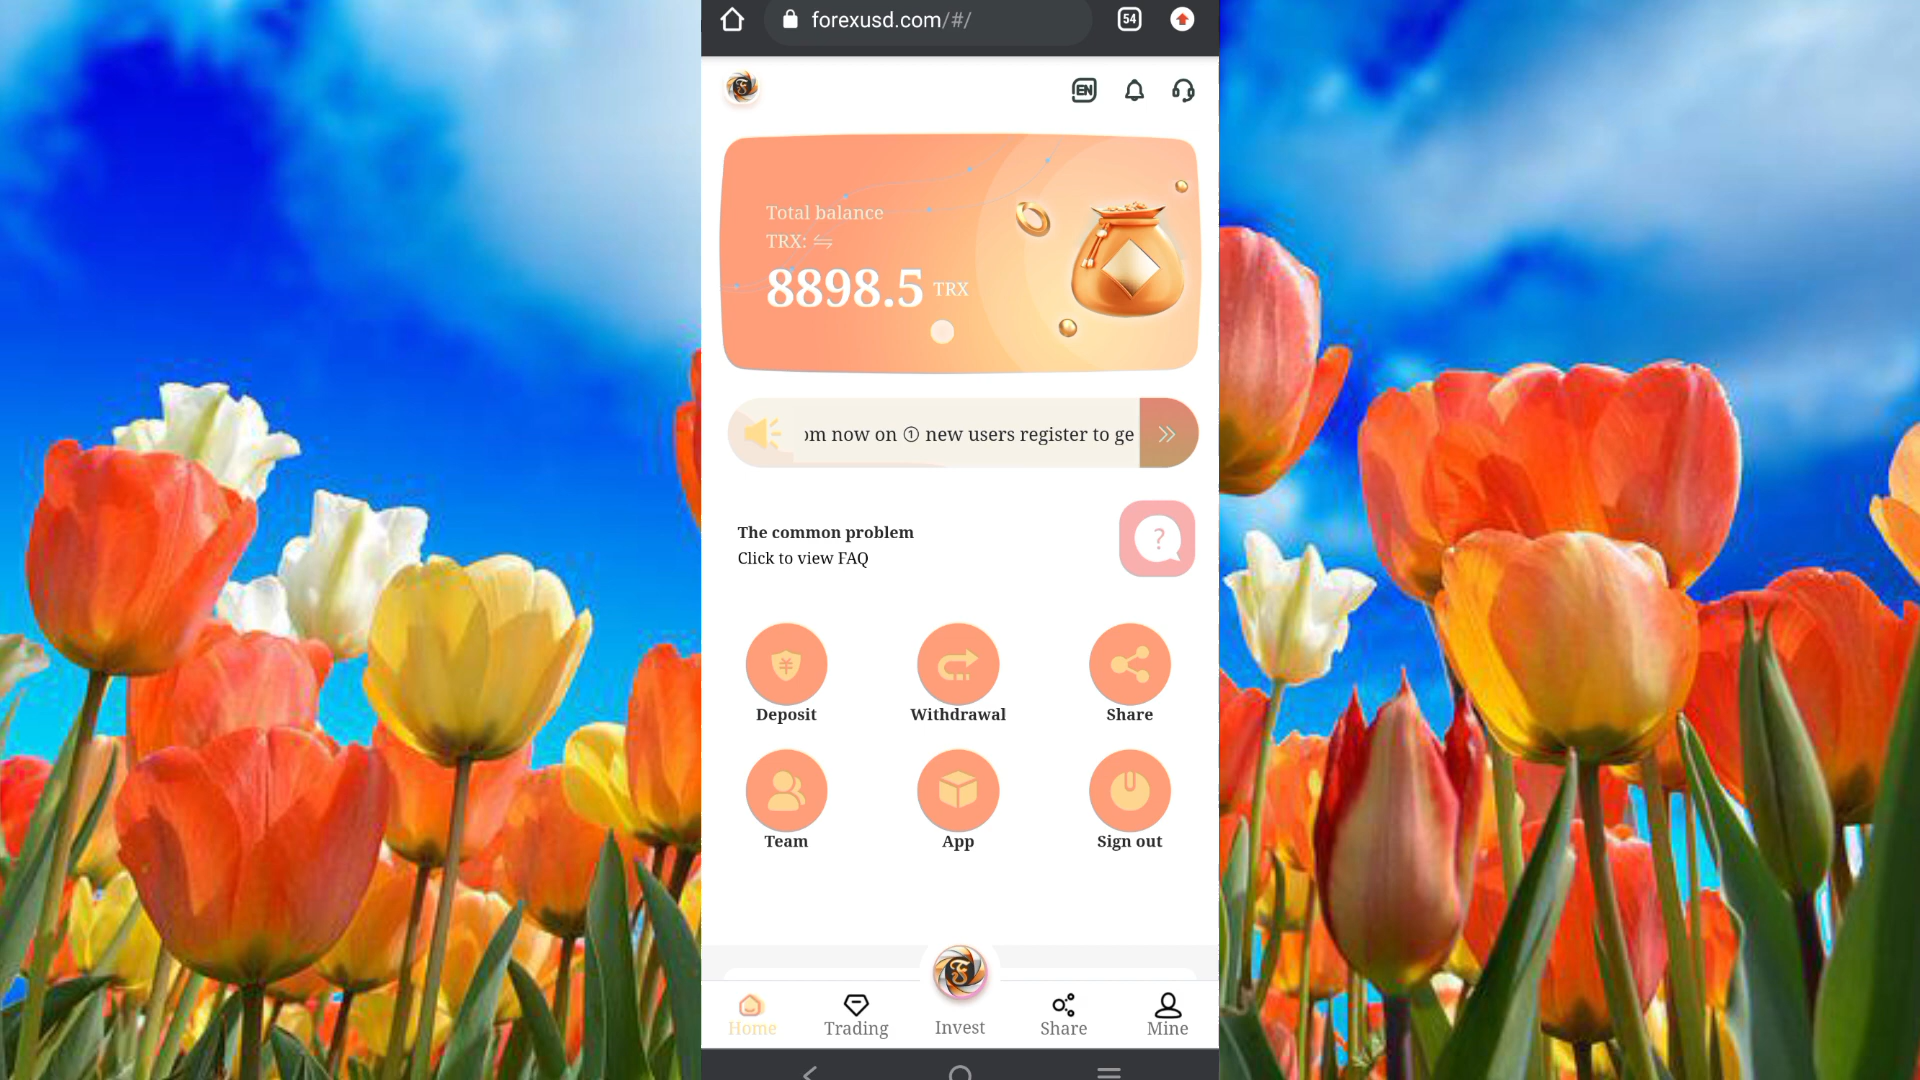 forexusd.com/#/
54
EN
Total balance
TRX: ⇋
8898.5 TRX
now on ① new users register to ge
The common problem
Click to view FAQ
?
¥
Deposit
Withdrawal
Share
Team
App
Sign out
Home
Trading
Invest
Share
Mine